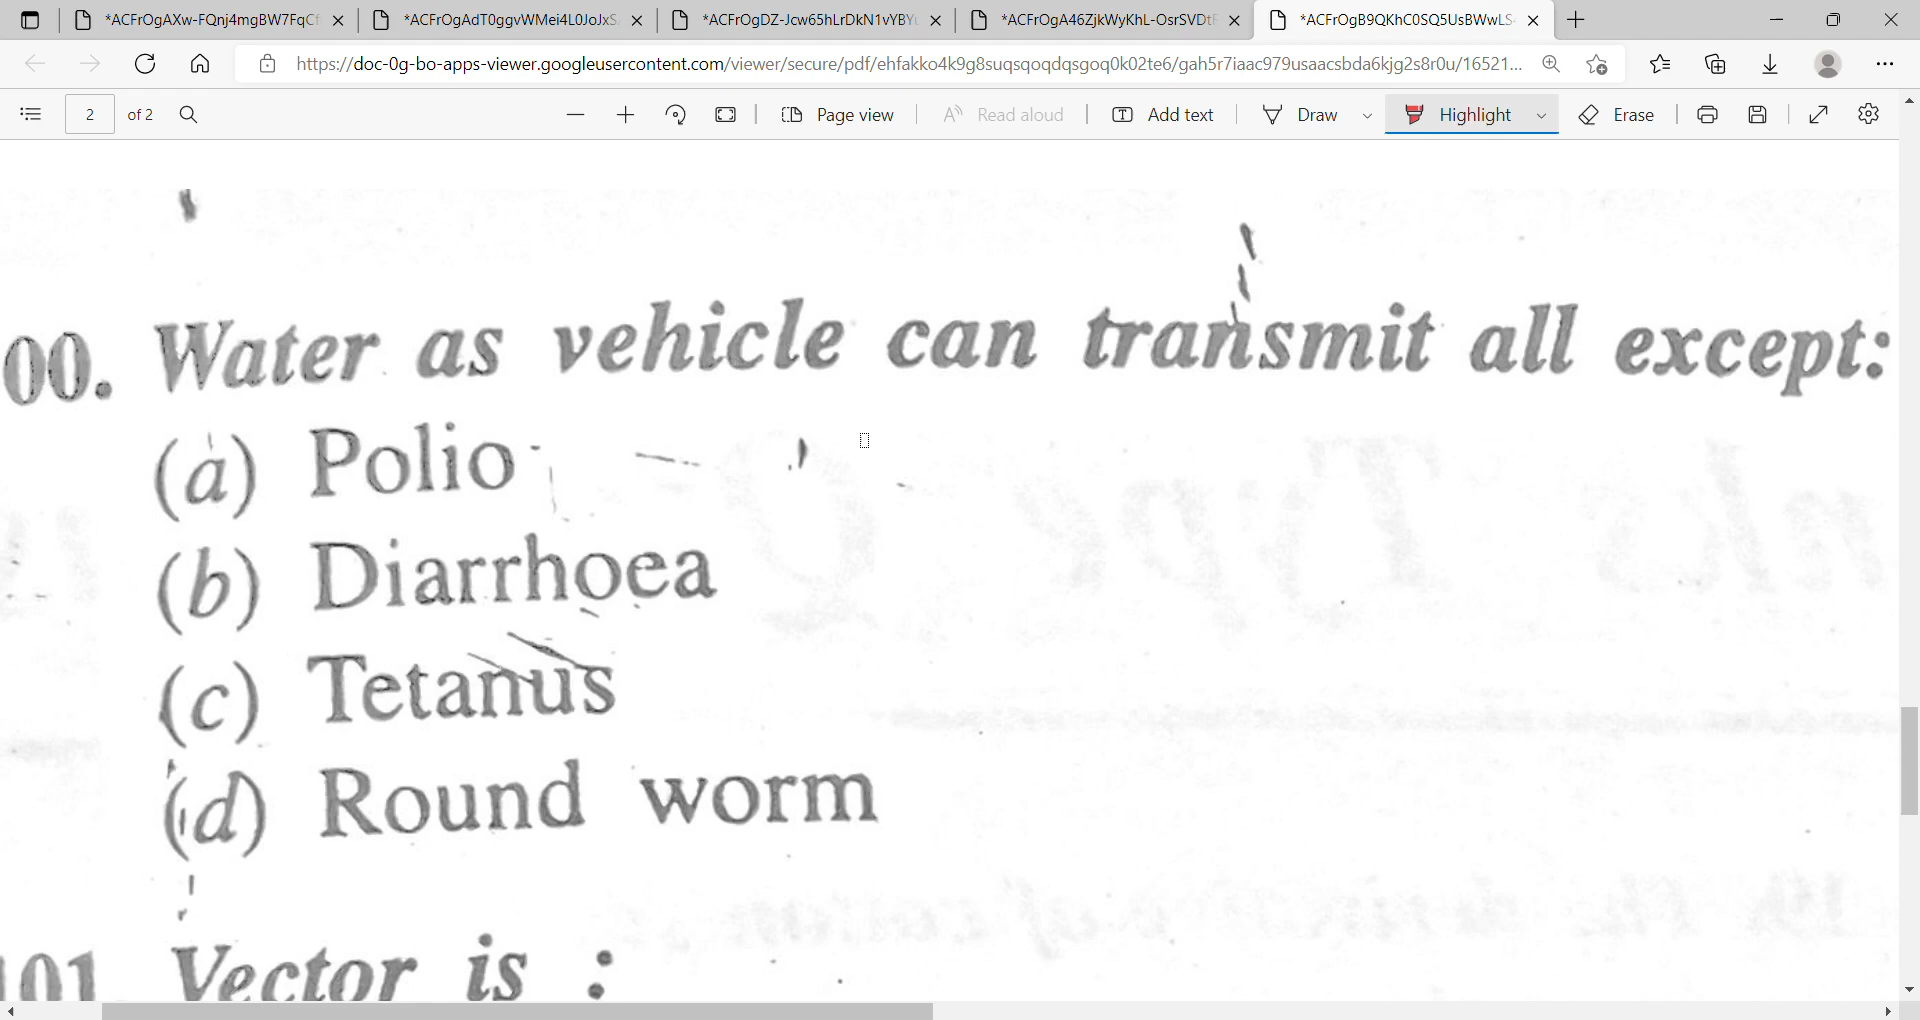 *ACFrOgAXw-FQnj4mgBW7FqCf
*ACFrOgAdT0ggvWMei4L0JoJxS
*ACFrOgDZ-Jcw65hLrDkN1vYBY
*ACFrOgA46ZjkWyKhL-OsrSVDt
*ACFrOgB9QKhC0SQ5UsBWwLS
https://doc-0g-bo-apps-viewer.googleusercontent.com/viewer/secure/pdf/ehfakko4k9g8suqsqoqdqsgoq0k02te6/gah5r7iaac979usaacsbda6kjg2s8r0u/16521...
2 of 2 Page view Read aloud Add text Draw Highlight Erase
00. Water as vehicle can transmit all except:
(a) Polio
(b) Diarrhoea
(c) Tetanus
(d) Round worm
101 Vector is :